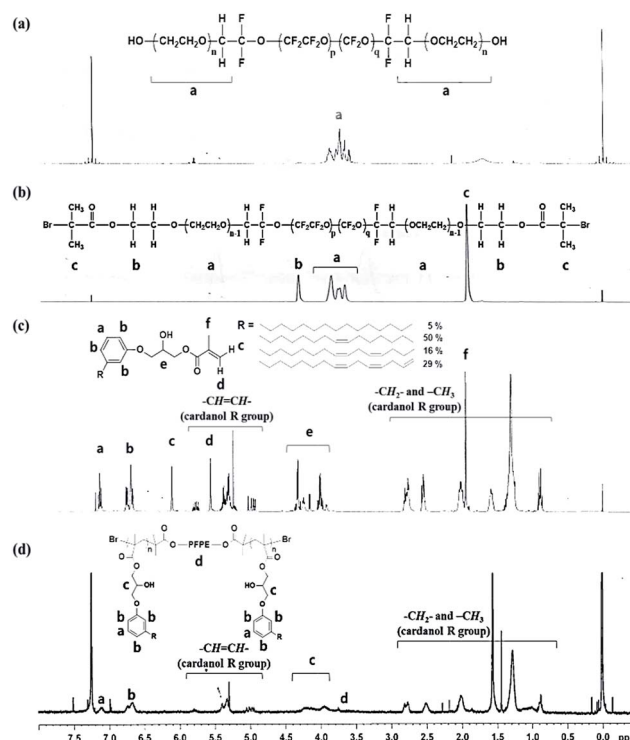 (a)
H H F F
HO (CH₂CH₂O)n C C O (CF₂CF₂O)p (CF₂O)q C C (OCH₂CH₂)n OH
H F F H
a a
a
(b)
c
CH₃ O H H H F F H H H O CH₃
Br C C O C C O (CH₂CH₂O)n-1 C C O (CF₂CF₂O)p (CF₂O)q C C (OCH₂CH₂)n-1 O C C O C C Br
CH₃ H H H F F H H H CH₃
c b a b a a b c
(c)
a b OH f R = 5 %
b O O c 50 %
b e O H 16 %
R H 29 %
d
f
-CH=CH-
(cardanol R group)
-CH₂- and –CH₃
(cardanol R group)
a b c d e
(d)
Br n O O PFPE O O n Br
O O d O O
c OH HO c
O O
b b b b
a b a b
R R
b b
-CH=CH-
(cardanol R group)
-CH₂- and –CH₃
(cardanol R group)
a b c d
7.5 7.0 6.5 6.0 5.5 5.0 4.5 4.0 3.5 3.0 2.5 2.0 1.5 1.0 0.5 0.0 pp